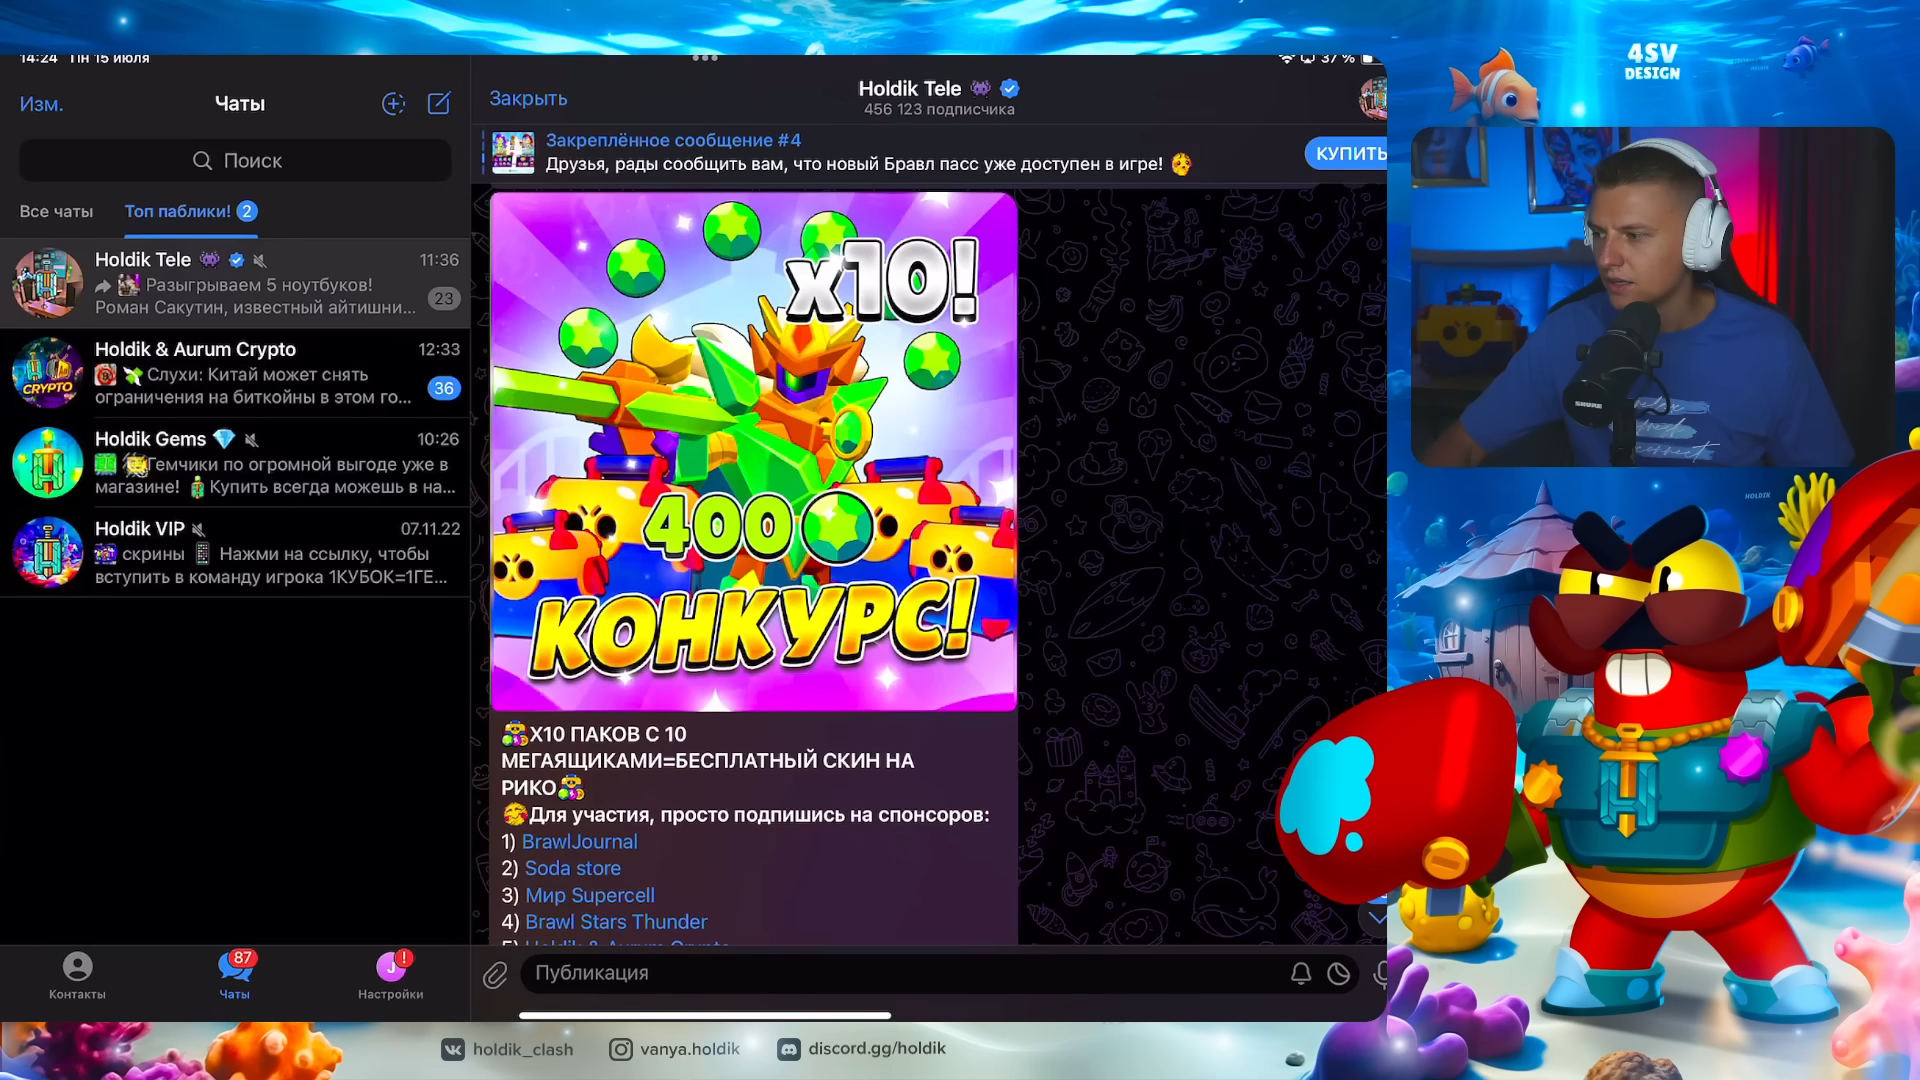 14:24 ПН 15 июля
37 %
Изм.
Чаты
Поиск
Все чаты
Топ паблики! 2
Holdik Tele
11:36
Разыгрываем 5 ноутбуков!
Роман Сакутин, известный айтишни...
23
Holdik & Aurum Crypto
12:33
Слухи: Китай может снять
ограничения на биткойны в этом го...
36
CRYPTO
Holdik Gems
10:26
Гемчики по огромной выгоде уже в
магазине! Купить всегда можешь в на...
Holdik VIP
07.11.22
скрины Нажми на ссылку, чтобы
вступить в команду игрока 1КУБОК=1ГЕ...
Контакты
87
Чаты
J
!
Настройки
Закрыть
Holdik Tele
456 123 подписчика
Закреплённое сообщение #4
Друзья, рады сообщить вам, что новый Бравл пасс уже доступен в игре!
КУПИТЬ
x10!
400
КОНКУРС!
X10 ПАКОВ С 10
МЕГАЯЩИКАМИ=БЕСПЛАТНЫЙ СКИН НА
РИКО
Для участия, просто подпишись на спонсоров:
1) BrawlJournal
2) Soda store
3) Мир Supercell
4) Brawl Stars Thunder
Публикация
4SV
DESIGN
SHURE
HOLDIK
holdik_clash
vanya.holdik
discord.gg/holdik